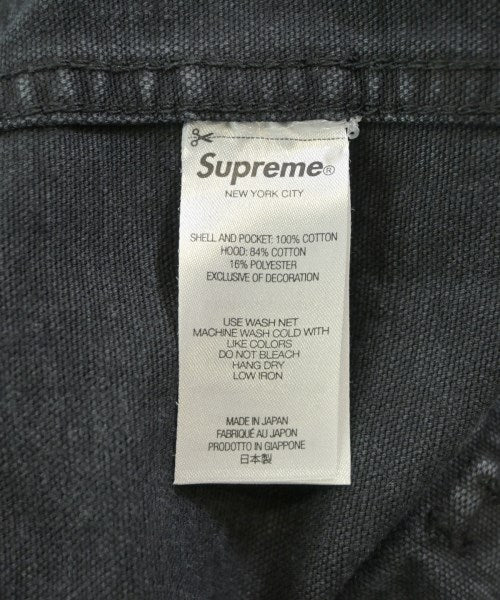 Supreme®
NEW YORK CITY
SHELL AND POCKET: 100% COTTON
HOOD: 84% COTTON
16% POLYESTER
EXCLUSIVE OF DECORATION
USE WASH NET
MACHINE WASH COLD WITH
LIKE COLORS
DO NOT BLEACH
HANG DRY
LOW IRON
MADE IN JAPAN
FABRIQUÉ AU JAPON
PRODOTTO IN GIAPPONE
日本製